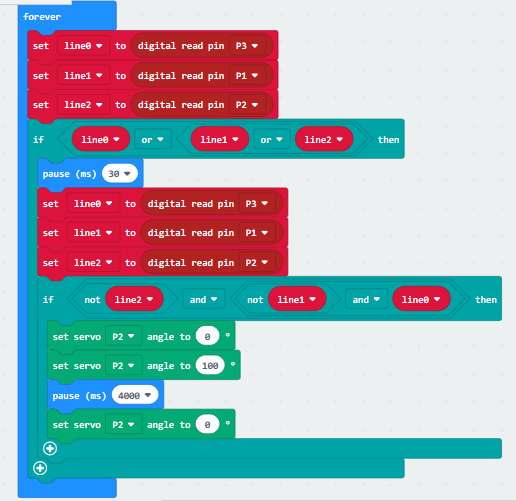 forever
set line0 to digital read pin P3
set line1 to digital read pin P1
set line2 to digital read pin P2
if line0 or line1 or line2 then
pause (ms) 30
set line0 to digital read pin P3
set line1 to digital read pin P1
set line2 to digital read pin P2
if not line2 and not line1 and line0 then
set servo P2 angle to 0 °
set servo P2 angle to 100 °
pause (ms) 4000
set servo P2 angle to 0 °